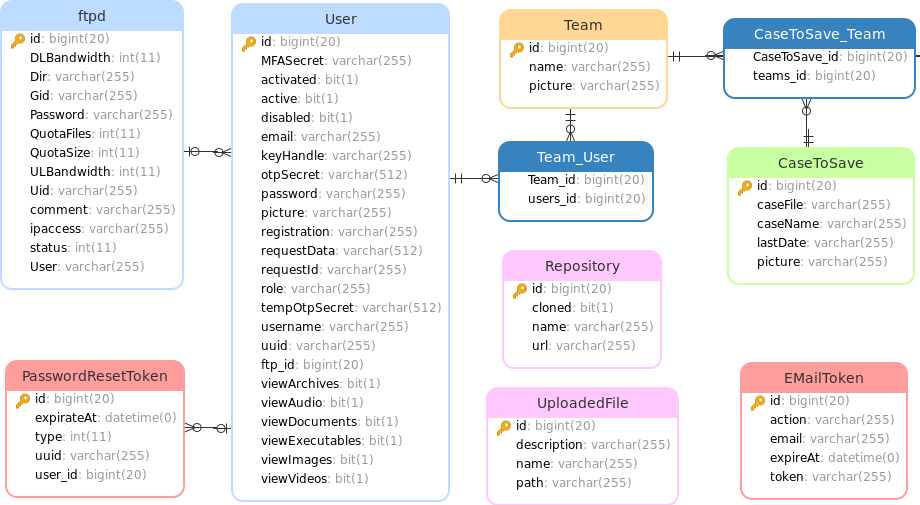 ftpd
id: bigint(20)
DLBandwidth: int(11)
Dir: varchar(255)
Gid: varchar(255)
Password: varchar(255)
QuotaFiles: int(11)
QuotaSize: int(11)
ULBandwidth: int(11)
Uid: varchar(255)
comment: varchar(255)
ipaccess: varchar(255)
status: int(11)
User: varchar(255)
PasswordResetToken
id: bigint(20)
expirateAt: datetime(0)
type: int(11)
uuid: varchar(255)
user_id: bigint(20)
User
id: bigint(20)
MFASecret: varchar(255)
activated: bit(1)
active: bit(1)
disabled: bit(1)
email: varchar(255)
keyHandle: varchar(255)
otpSecret: varchar(512)
password: varchar(255)
picture: varchar(255)
registration: varchar(255)
requestData: varchar(512)
requestId: varchar(255)
role: varchar(255)
tempOtpSecret: varchar(512)
username: varchar(255)
uuid: varchar(255)
ftp_id: bigint(20)
viewArchives: bit(1)
viewAudio: bit(1)
viewDocuments: bit(1)
viewExecutables: bit(1)
viewImages: bit(1)
viewVideos: bit(1)
Team
id: bigint(20)
name: varchar(255)
picture: varchar(255)
Team_User
Team_id: bigint(20)
users_id: bigint(20)
Repository
id: bigint(20)
cloned: bit(1)
name: varchar(255)
url: varchar(255)
UploadedFile
id: bigint(20)
description: varchar(255)
name: varchar(255)
path: varchar(255)
CaseToSave_Team
CaseToSave_id: bigint(20)
teams_id: bigint(20)
CaseToSave
id: bigint(20)
caseFile: varchar(255)
caseName: varchar(255)
lastDate: varchar(255)
picture: varchar(255)
EMailToken
id: bigint(20)
action: varchar(255)
email: varchar(255)
expireAt: datetime(0)
token: varchar(255)